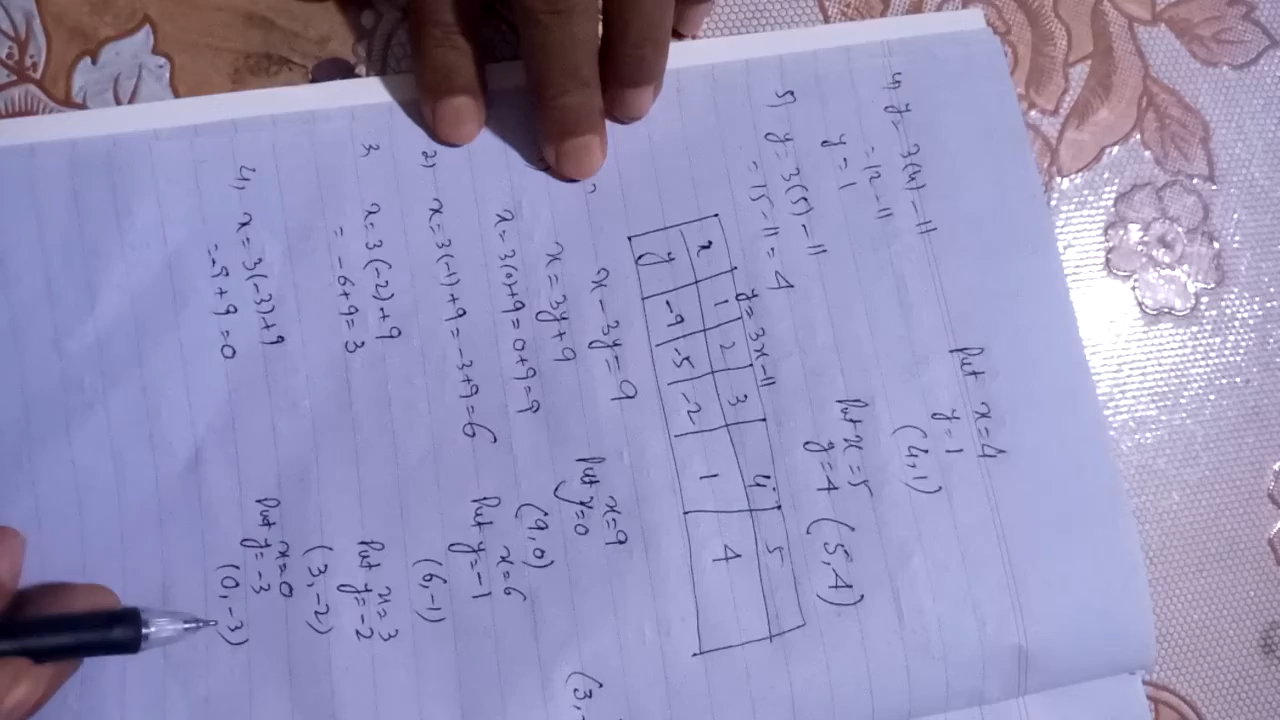 Put x=4
4) y = 3(4) - 11
y = 1
= 12 - 11
(4,1)
y = 1
Put x = 5
5) y = 3(5) - 11
y = 4 (5,4)
= 15 - 11 = 4
y = 3x - 11
x 1 2 3 4 5
y -9 -5 -2 1 4
x - 3y = 9
x = 9
x = 3y + 9
Put y = 0
(9,0)
x = 3(0)+9 = 0+9 = 9
x = 6
2) x = 3(-1)+9 = -3+9 = 6
Put y = -1
(6,-1)
3, x = 3(-2)+9
Put x = 3
= -6+9 = 3
y = -2
(3,-2)
4, x = 3(-3)+9
x = 0
= -9+9 = 0
Put y = -3
(0,-3)
(3,-